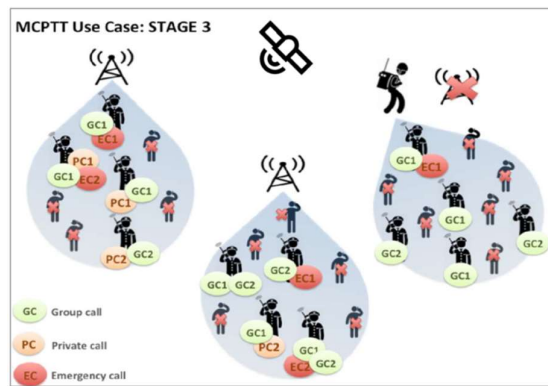 MCPTT Use Case: STAGE 3
GC1
EC1
PC1
GC1
EC2
GC1
PC1
PC2
GC2
GC1
EC1
GC1
GC2
GC2
GC1
GC2
EC1
GC1
GC2
GC1
PC2
GC1
EC2
GC2
GC
Group call
PC
Private call
EC
Emergency call